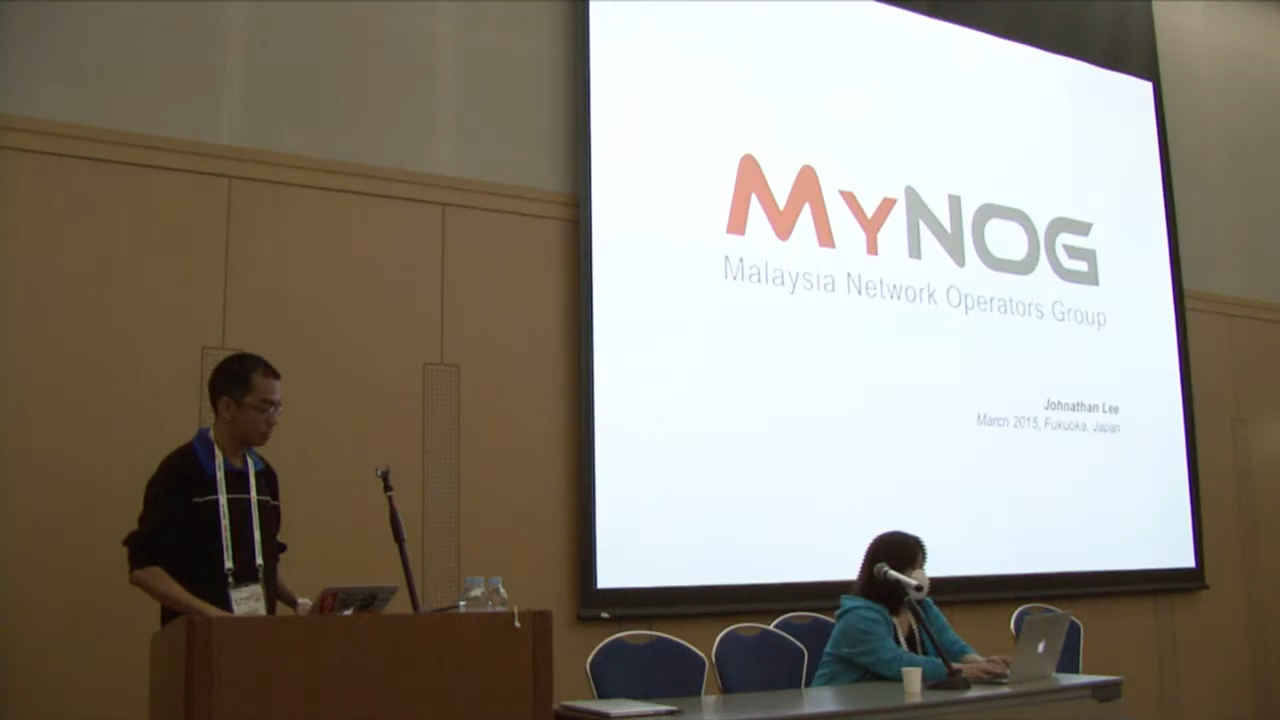 MyNOG
Malaysia Network Operators Group
Johnathan Lee
March 2015, Fukuoka, Japan